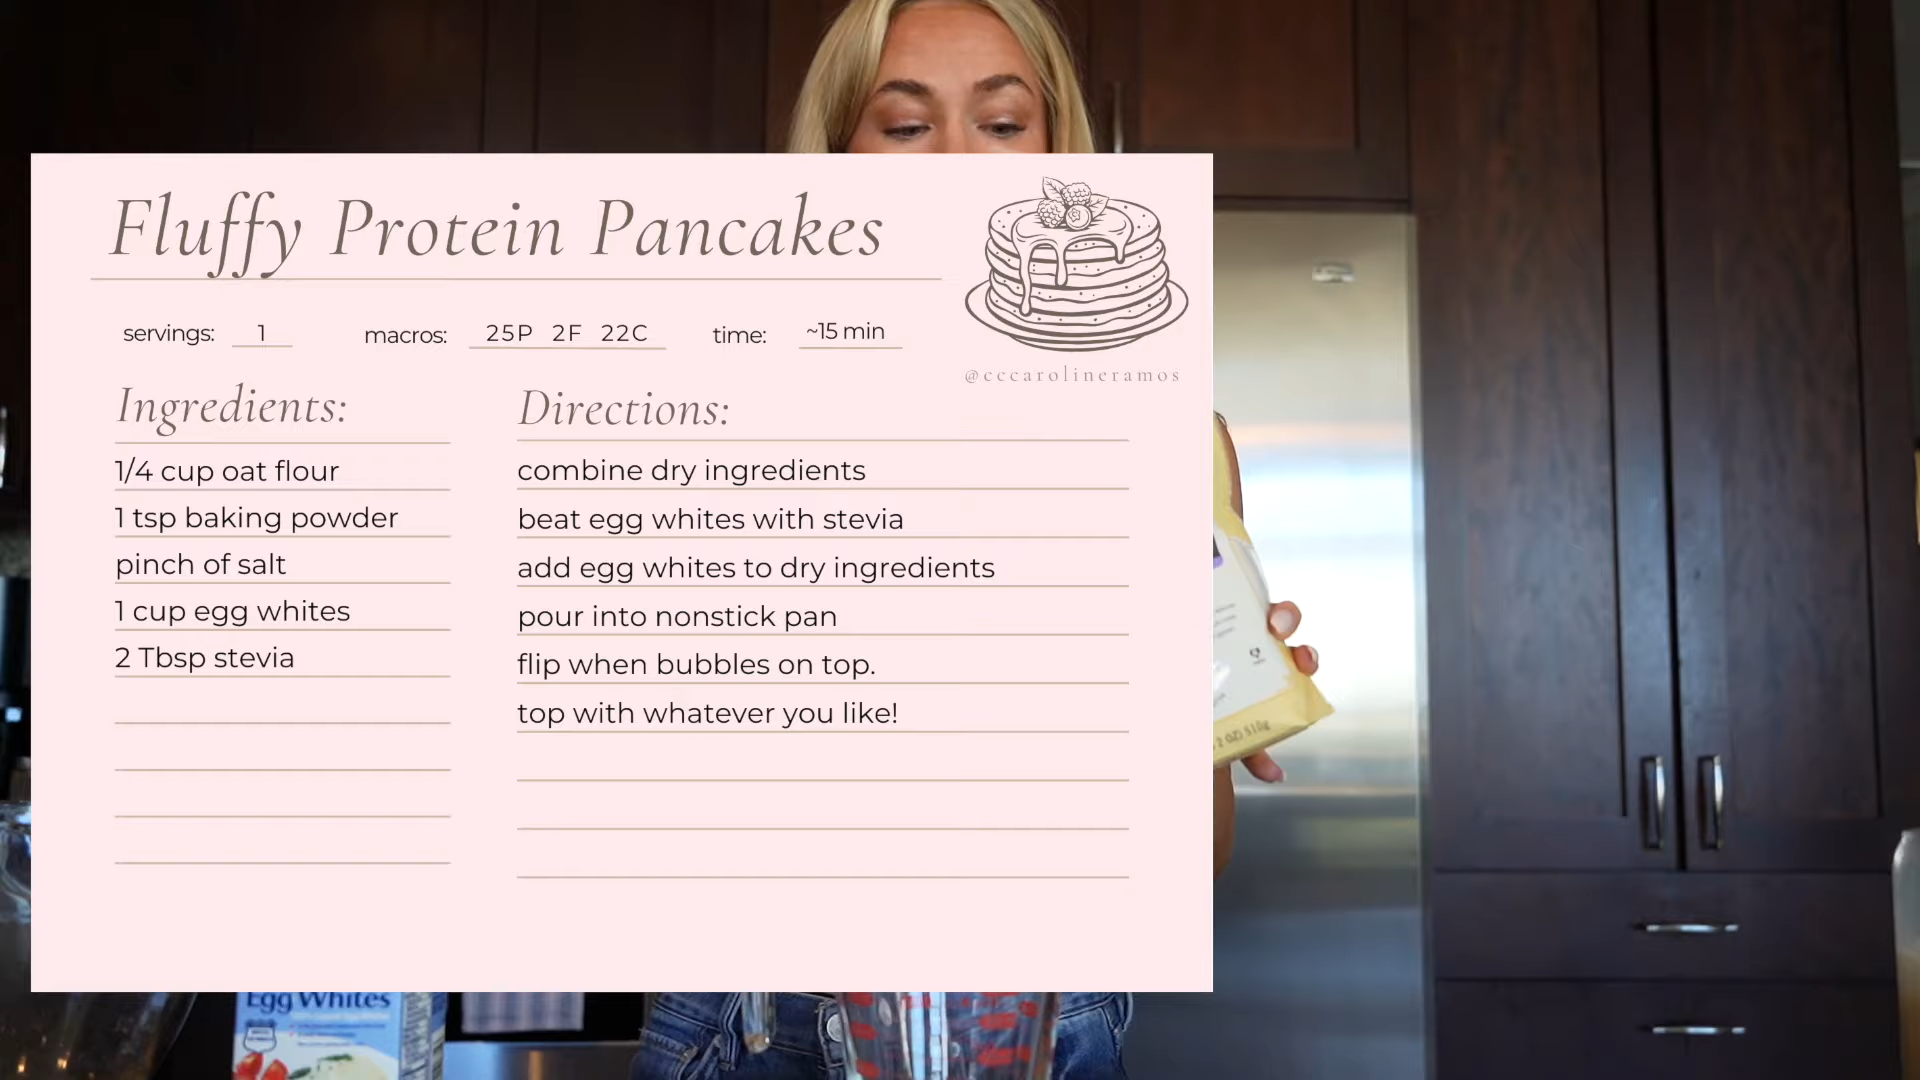 Fluffy Protein Pancakes
servings: 1 macros: 25P 2F 22C time: ~15 min
@cccarolineramos
Ingredients:
1/4 cup oat flour
1 tsp baking powder
pinch of salt
1 cup egg whites
2 Tbsp stevia
Directions:
combine dry ingredients
beat egg whites with stevia
add egg whites to dry ingredients
pour into nonstick pan
flip when bubbles on top.
top with whatever you like!
2 OZ) 510g
Egg Whites